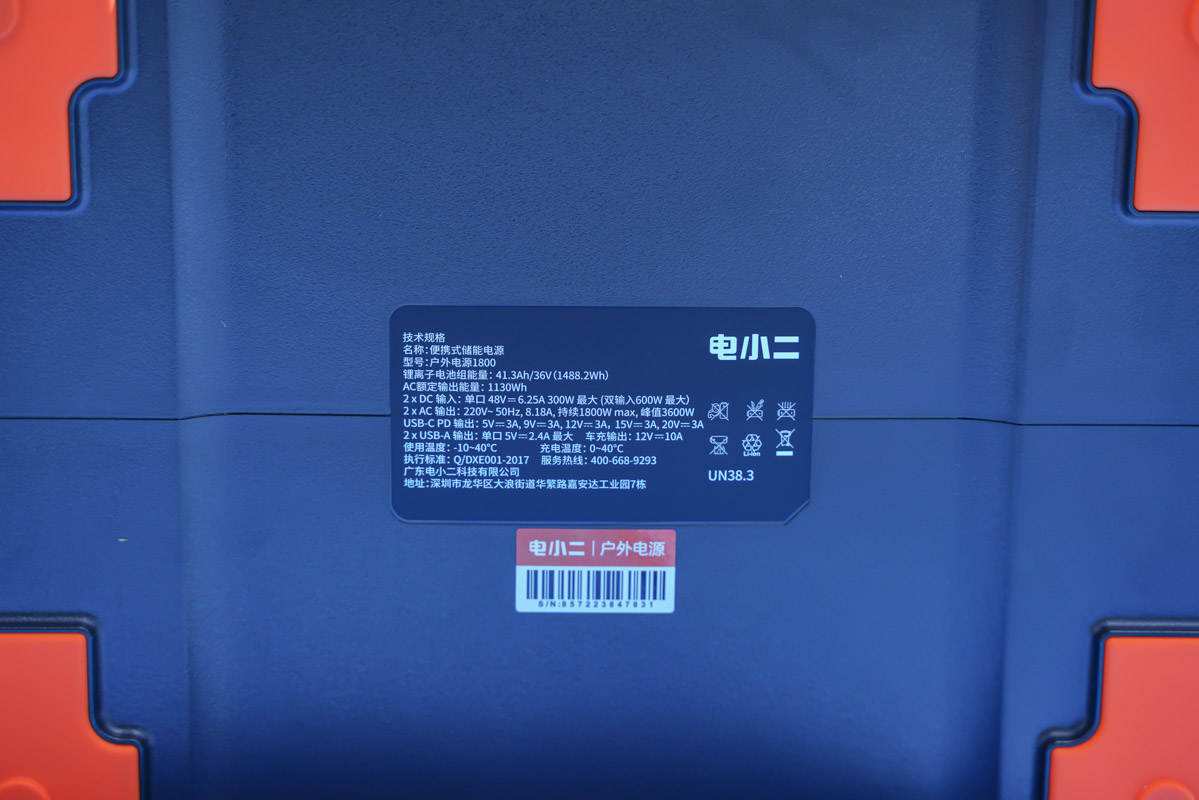 技术规格
名称:便携式储能电源
型号:户外电源1800
锂离子电池组能量: 41.3Ah/36V(1488.2Wh)
AC额定输出能量: 1130Wh
2 x DC 输入: 单口 48V⎓6.25A 300W 最大 (双输入600W 最大)
2 x AC 输出: 220V~ 50Hz, 8.18A, 持续1800W max, 峰值3600W
USB-C PD 输出: 5V⎓3A, 9V⎓3A, 12V⎓3A, 15V⎓3A, 20V⎓3A
2 x USB-A 输出: 单口 5V⎓2.4A 最大 车充输出: 12V⎓10A
使用温度: -10~40°C 充电温度: 0~40°C
执行标准: Q/DXE001-2017 服务热线: 400-668-9293
广东电小二科技有限公司
地址:深圳市龙华区大浪街道华繁路嘉安达工业园7栋
电小二
Li-ion
UN38.3
电小二|户外电源
S/N:857223847831